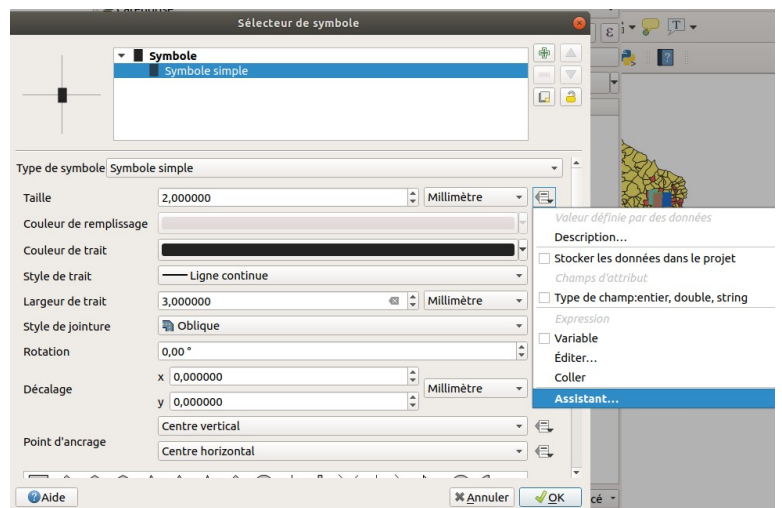 Sélecteur de symbole
Symbole
Symbole simple
Type de symbole Symbole simple
Taille 2,000000 Millimètre
Couleur de remplissage
Couleur de trait
Style de trait Ligne continue
Largeur de trait 3,000000 Millimètre
Style de jointure Oblique
Rotation 0,00 °
Décalage x 0,000000 Millimètre
y 0,000000
Point d'ancrage Centre vertical
Centre horizontal
Aide Annuler OK
Valeur définie par des données
Description...
Stocker les données dans le projet
Champs d'attribut
Type de champ:entier, double, string
Expression
Variable
Éditer...
Coller
Assistant...
ε
T
?
cé